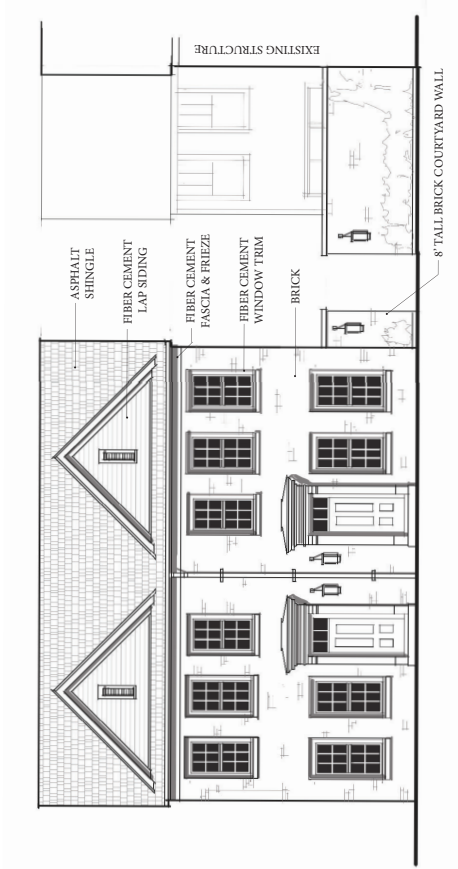 EXISTING STRUCTURE
ASPHALT
SHINGLE
FIBER CEMENT
LAP SIDING
FIBER CEMENT
FASCIA & FRIEZE
FIBER CEMENT
WINDOW TRIM
BRICK
8' TALL BRICK COURTYARD WALL